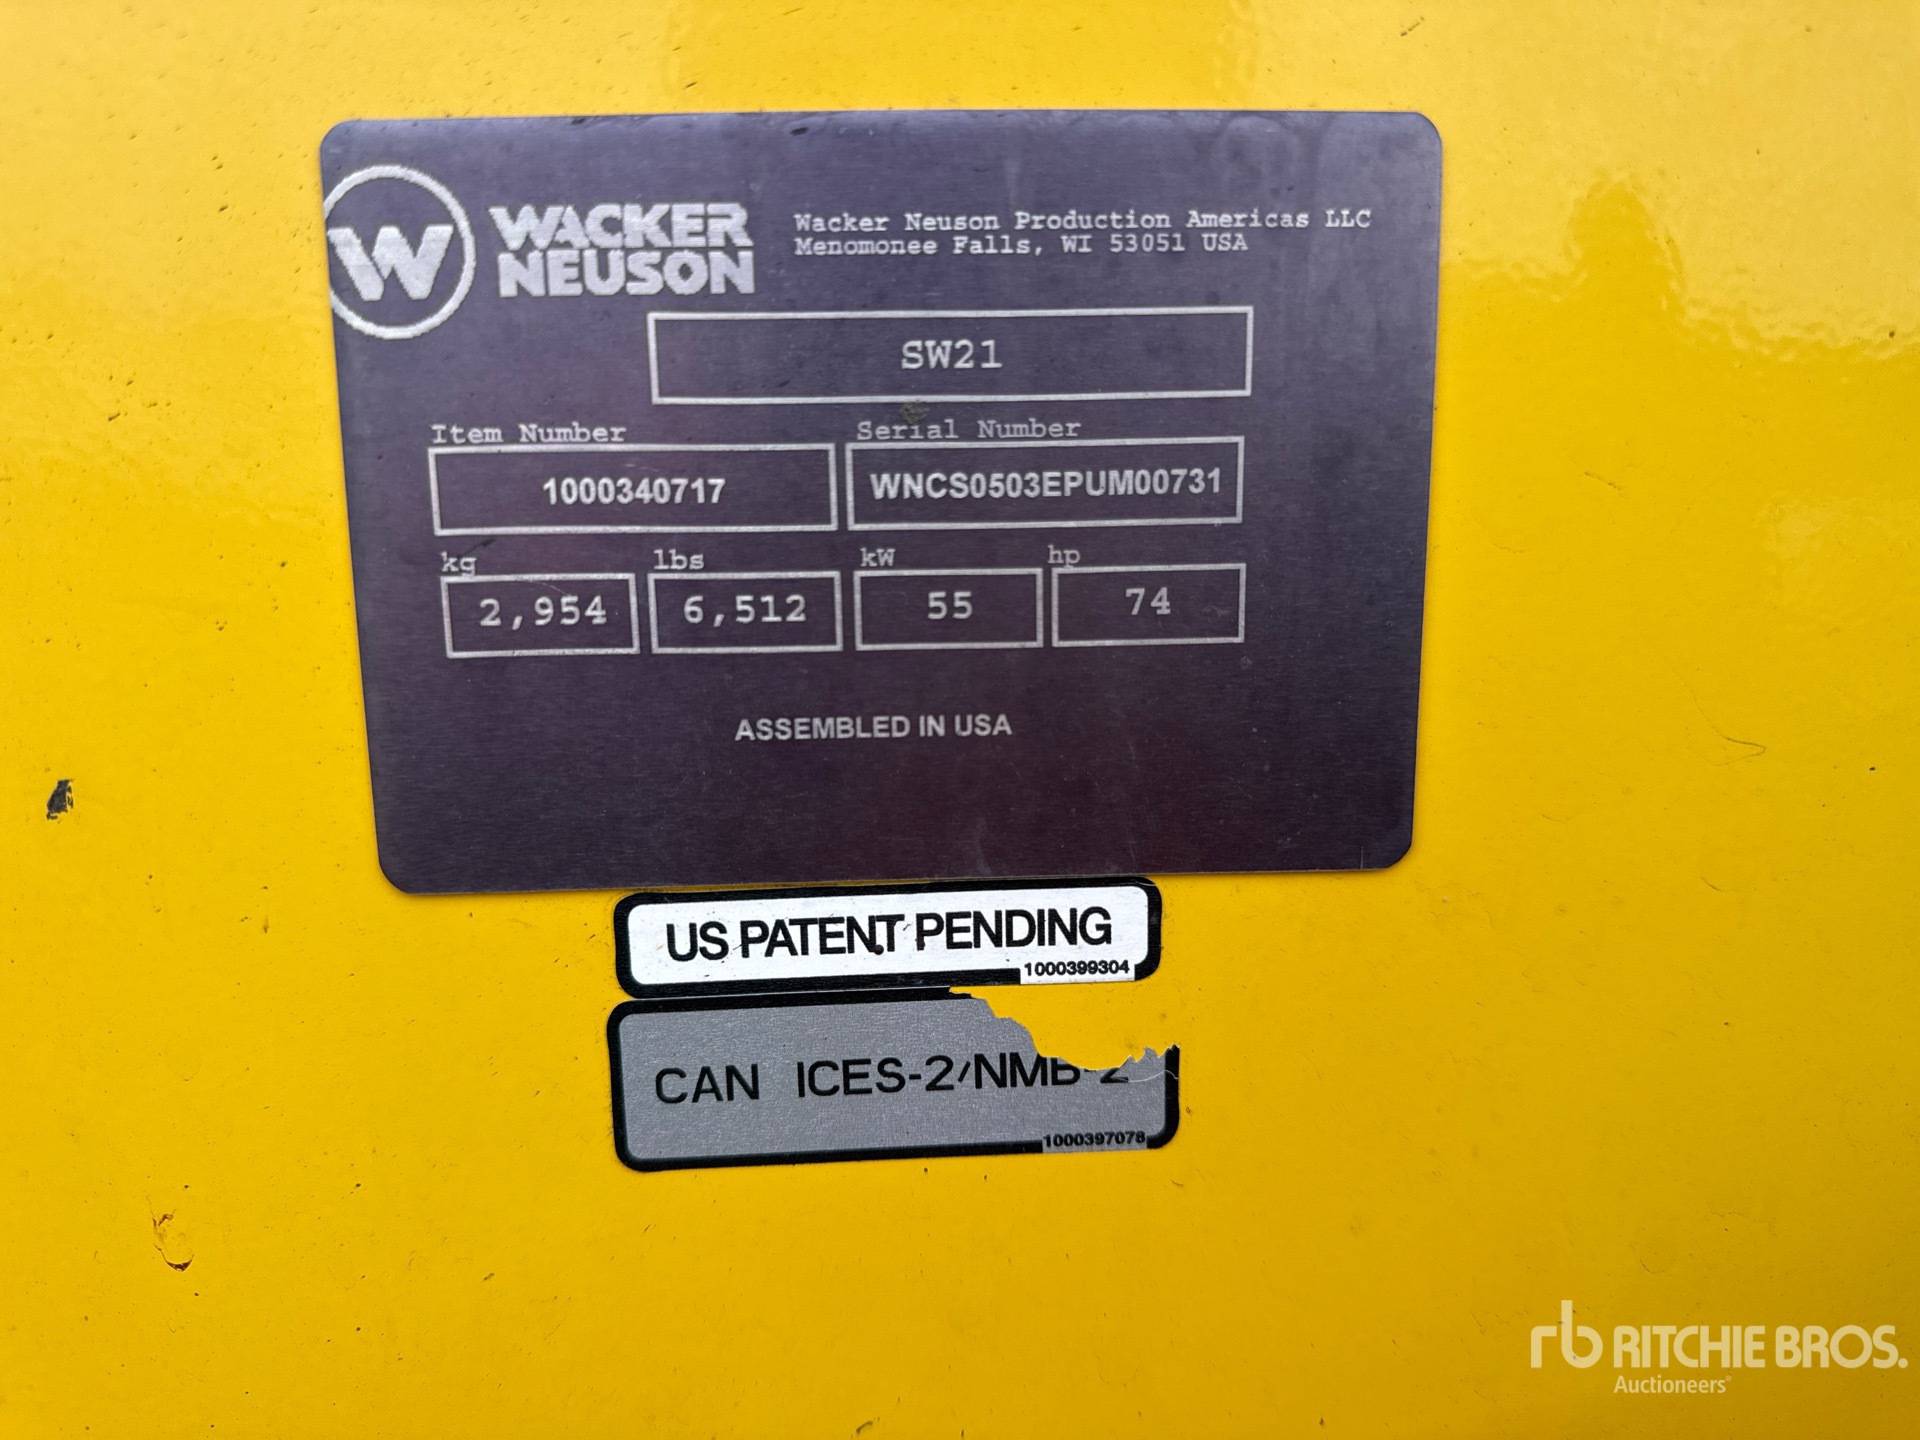 W WACKER
NEUSON
Wacker Neuson Production Americas LLC
Menomonee Falls, WI 53051 USA
SW21
Item Number
1000340717
Serial Number
WNCS0503EPUM00731
kg
2,954
lbs
6,512
kW
55
hp
74
ASSEMBLED IN USA
US PATENT PENDING
1000399304
CAN ICES-2/NMB-2
1000397078
rb RITCHIE BROS.
Auctioneers